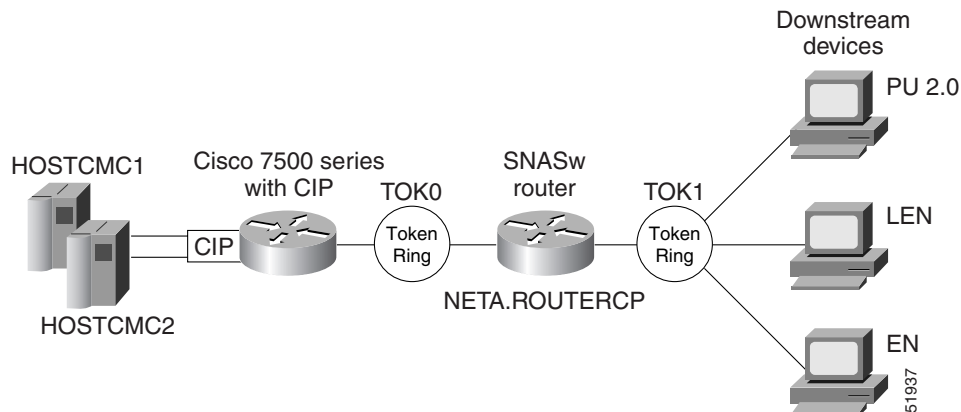 Downstream
devices
PU 2.0
HOSTCMC1
Cisco 7500 series
with CIP
TOK0
SNASw
router
TOK1
LEN
CIP
Token
Ring
Token
Ring
NETA.ROUTERCP
HOSTCMC2
EN
51937